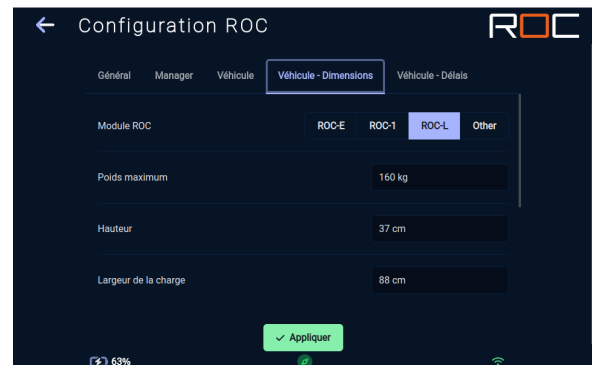 Configuration ROC
ROC
Général Manager Véhicule Véhicule - Dimensions Véhicule - Délais
Module ROC ROC-E ROC-1 ROC-L Other
Poids maximum 160 kg
Hauteur 37 cm
Largeur de la charge 88 cm
Appliquer
63%